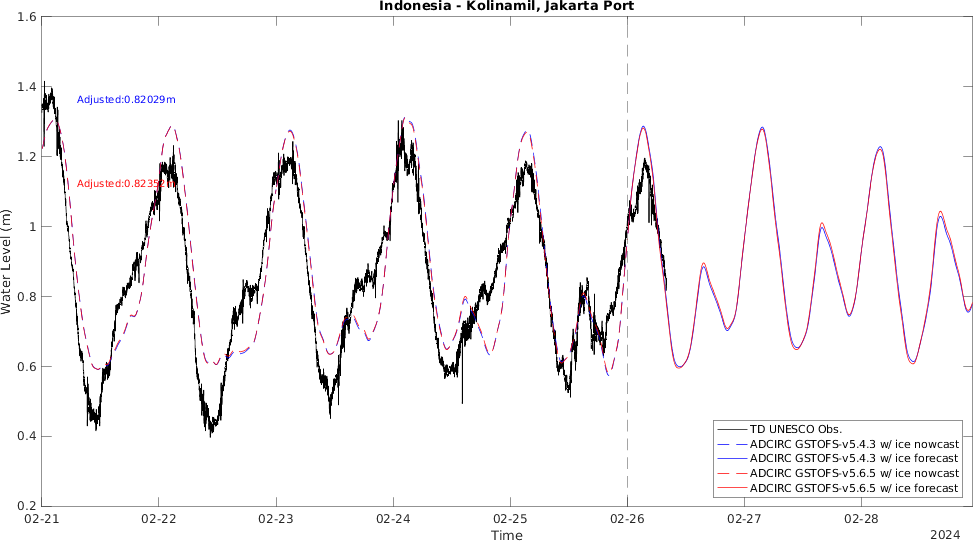 Indonesia - Kolinamil, Jakarta Port
1.6
1.4
1.2
1
0.8
0.6
0.4
0.2
Water Level (m)
Adjusted:0.82029m
Adjusted:0.82352m
TD UNESCO Obs.
ADCIRC GSTOFS-v5.4.3 w/ ice nowcast
ADCIRC GSTOFS-v5.4.3 w/ ice forecast
ADCIRC GSTOFS-v5.6.5 w/ ice nowcast
ADCIRC GSTOFS-v5.6.5 w/ ice forecast
02-21 02-22 02-23 02-24 02-25 02-26 02-27 02-28
Time
2024